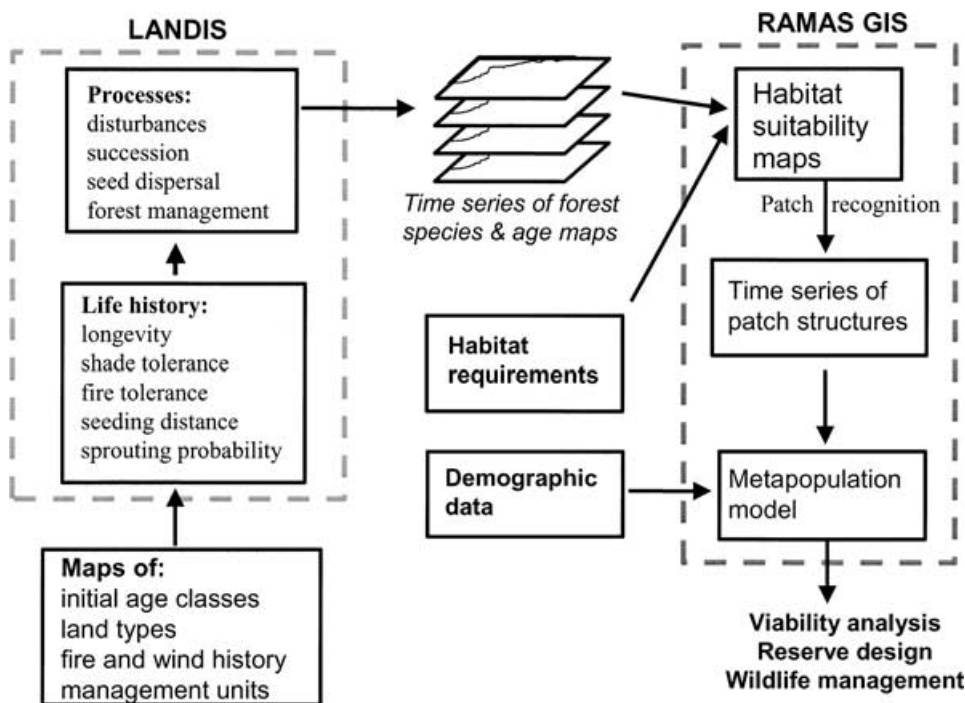 LANDIS
Processes:
disturbances
succession
seed dispersal
forest management
Life history:
longevity
shade tolerance
fire tolerance
seeding distance
sprouting probability
Maps of:
initial age classes
land types
fire and wind history
management units
Time series of forest
species & age maps
Habitat
requirements
Demographic
data
RAMAS GIS
Habitat
suitability
maps
Patch recognition
Time series of
patch structures
Metapopulation
model
Viability analysis
Reserve design
Wildlife management